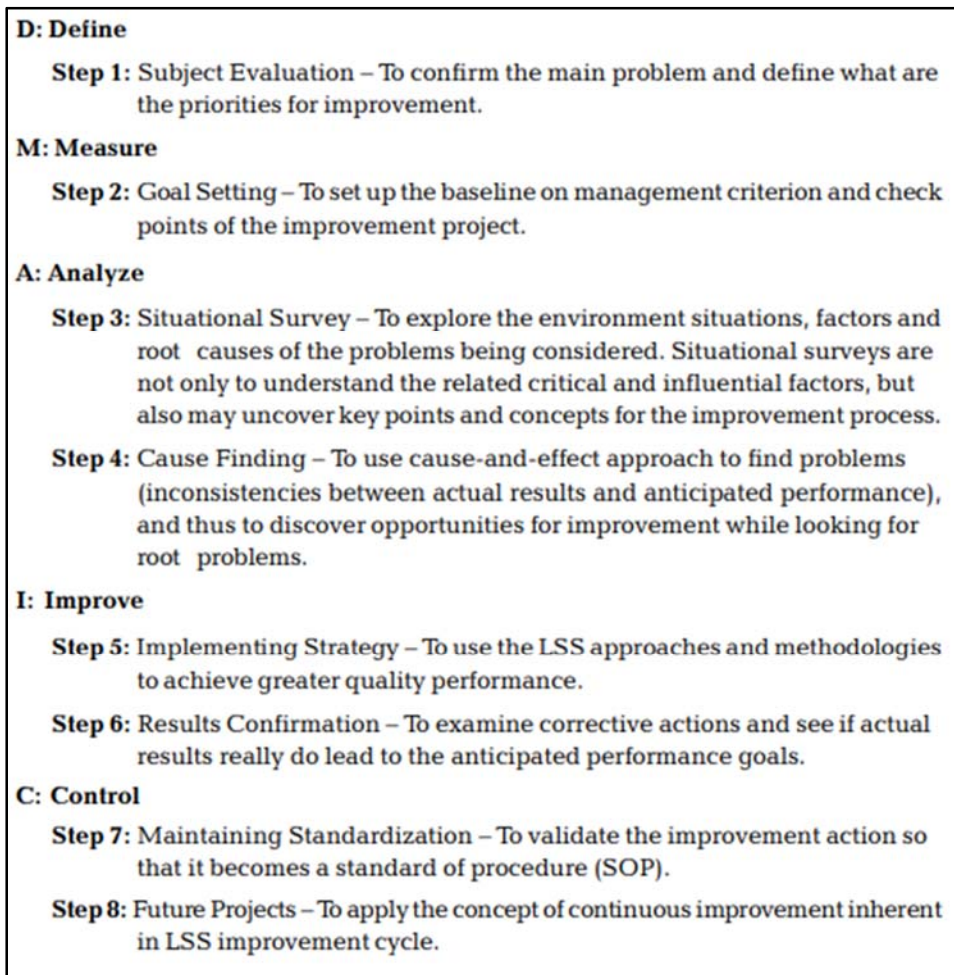 D: Define
Step 1: Subject Evaluation – To confirm the main problem and define what are
the priorities for improvement.
M: Measure
Step 2: Goal Setting – To set up the baseline on management criterion and check
points of the improvement project.
A: Analyze
Step 3: Situational Survey – To explore the environment situations, factors and
root causes of the problems being considered. Situational surveys are
not only to understand the related critical and influential factors, but
also may uncover key points and concepts for the improvement process.
Step 4: Cause Finding – To use cause-and-effect approach to find problems
(inconsistencies between actual results and anticipated performance),
and thus to discover opportunities for improvement while looking for
root problems.
I: Improve
Step 5: Implementing Strategy – To use the LSS approaches and methodologies
to achieve greater quality performance.
Step 6: Results Confirmation – To examine corrective actions and see if actual
results really do lead to the anticipated performance goals.
C: Control
Step 7: Maintaining Standardization – To validate the improvement action so
that it becomes a standard of procedure (SOP).
Step 8: Future Projects – To apply the concept of continuous improvement inherent
in LSS improvement cycle.